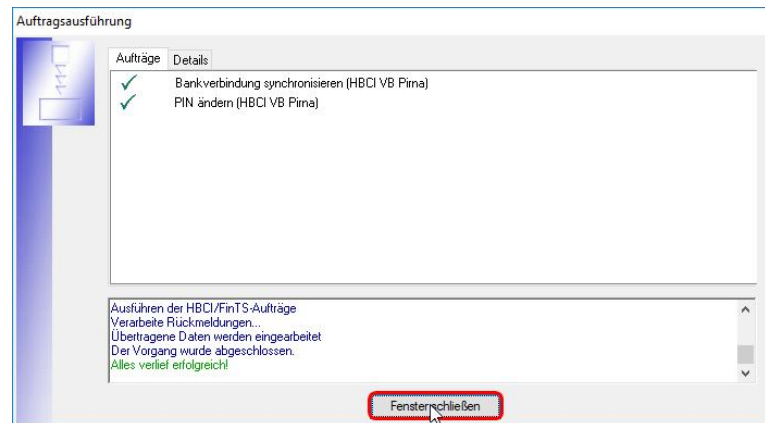 Auftragsausführung
Aufträge Details
Bankverbindung synchronisieren (HBCI VB Pirna)
PIN ändern (HBCI VB Pirna)
Ausführen der HBCI/FinTS-Aufträge
Verarbeite Rückmeldungen...
Übertragene Daten werden eingearbeitet
Der Vorgang wurde abgeschlossen.
Alles verlief erfolgreich!
Fenster schließen